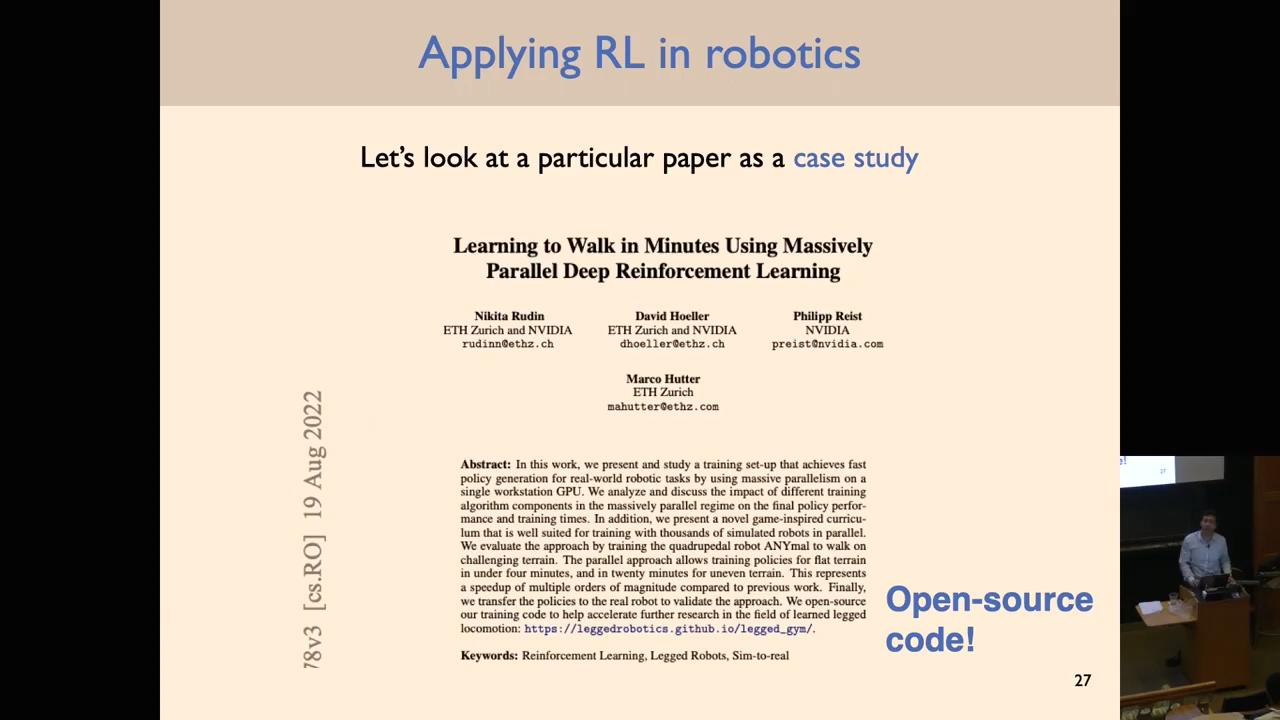 Applying RL in robotics
Let's look at a particular paper as a case study
Learning to Walk in Minutes Using Massively
Parallel Deep Reinforcement Learning
Nikita Rudin
ETH Zurich and NVIDIA
rudinn@ethz.ch
David Hoeller
ETH Zurich and NVIDIA
dhoeller@ethz.ch
Philipp Reist
NVIDIA
preist@nvidia.com
Marco Hutter
ETH Zurich
mahutter@ethz.com
78v3 [cs.RO] 19 Aug 2022
Abstract: In this work, we present and study a training set-up that achieves fast
policy generation for real-world robotic tasks by using massive parallelism on a
single workstation GPU. We analyze and discuss the impact of different training
algorithm components in the massively parallel regime on the final policy perfor-
mance and training times. In addition, we present a novel game-inspired curricu-
lum that is well suited for training with thousands of simulated robots in parallel.
We evaluate the approach by training the quadrupedal robot ANYmal to walk on
challenging terrain. The parallel approach allows training policies for flat terrain
in under four minutes, and in twenty minutes for uneven terrain. This represents
a speedup of multiple orders of magnitude compared to previous work. Finally,
we transfer the policies to the real robot to validate the approach. We open-source
our training code to help accelerate further research in the field of learned legged
locomotion: https://leggedrobotics.github.io/legged_gym/.
Keywords: Reinforcement Learning, Legged Robots, Sim-to-real
Open-source
code!
27
e!
27